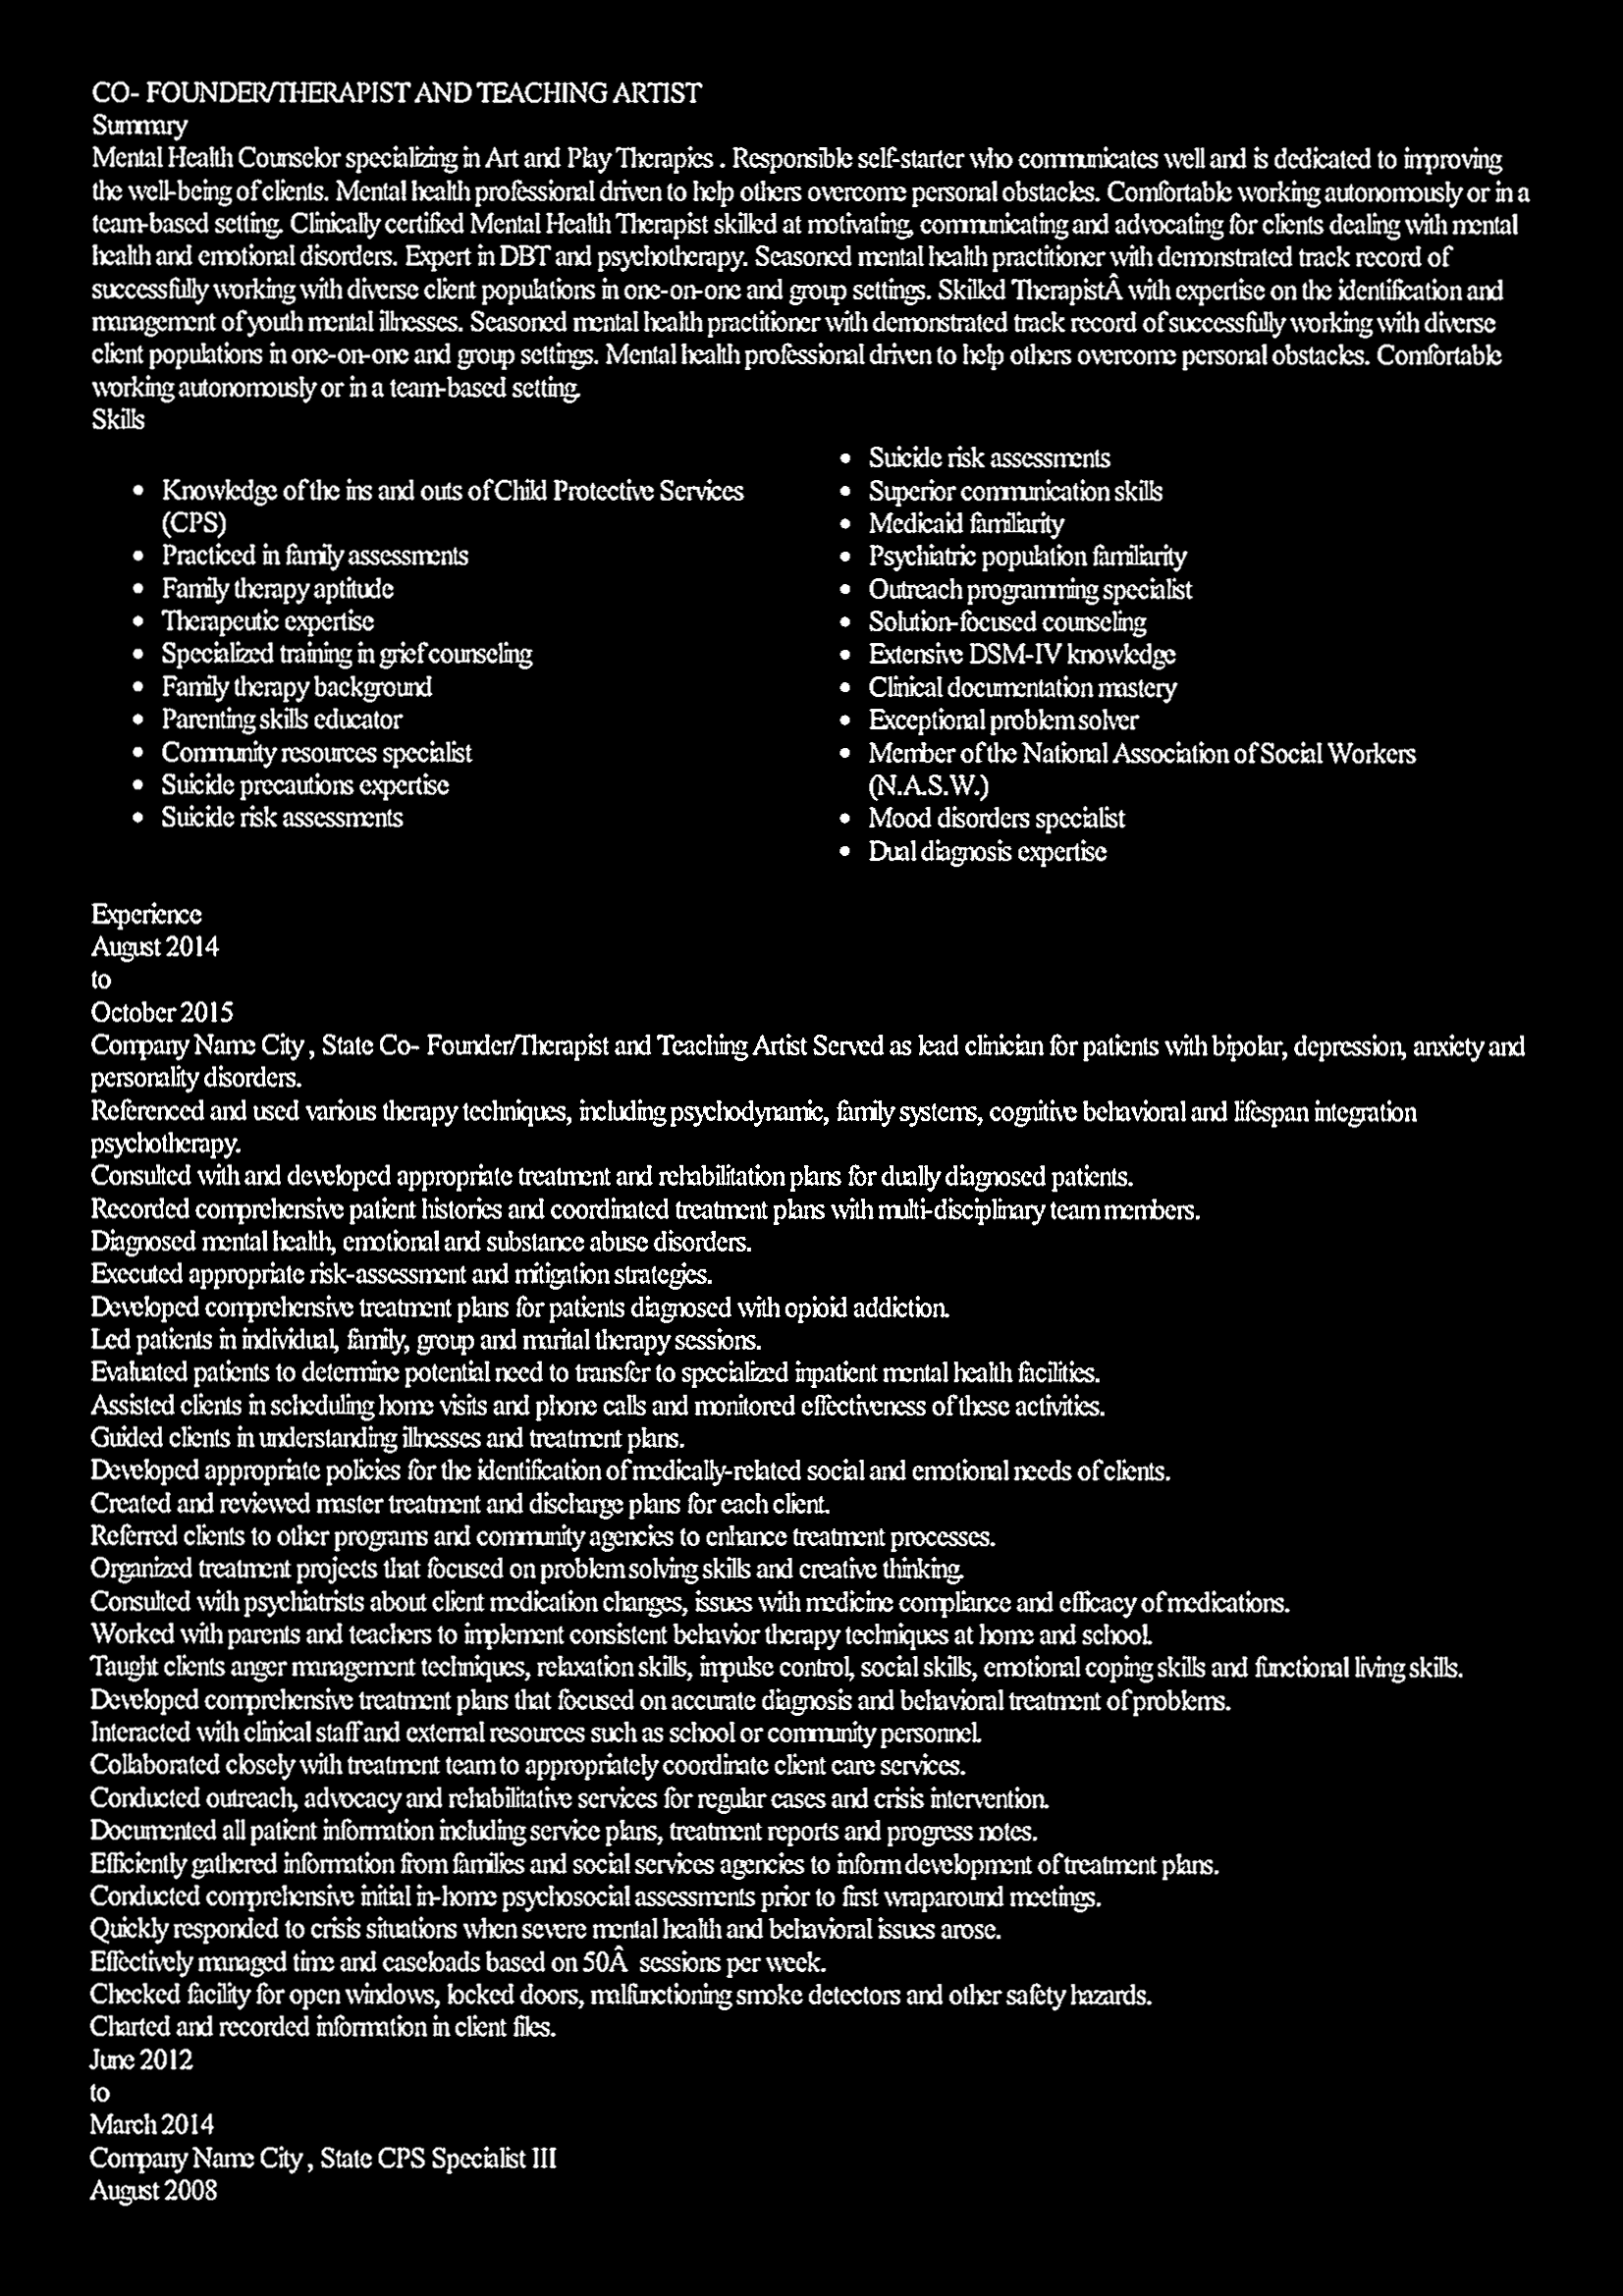 CO- FOUNDER/THERAPIST AND TEACHING ARTIST
Summary
Mental Health Counselor specializing in Art and Play Therapies . Responsible self-starter who communicates well and is dedicated to improving
the well-being of clients. Mental health professional driven to help others overcome personal obstacles. Comfortable working autonomously or in a
team-based setting. Clinically certified Mental Health Therapist skilled at motivating, communicating and advocating for clients dealing with mental
health and emotional disorders. Expert in DBT and psychotherapy. Seasoned mental health practitioner with demonstrated track record of
successfully working with diverse client populations in one-on-one and group settings. Skilled TherapistÂ with expertise on the identification and
management of youth mental illnesses. Seasoned mental health practitioner with demonstrated track record of successfully working with diverse
client populations in one-on-one and group settings. Mental health professional driven to help others overcome personal obstacles. Comfortable
working autonomously or in a team-based setting.
Skills
• Knowledge of the ins and outs of Child Protective Services
(CPS)
• Practiced in family assessments
• Family therapy aptitude
• Therapeutic expertise
• Specialized training in grief counseling
• Family therapy background
• Parenting skills educator
• Community resources specialist
• Suicide precautions expertise
• Suicide risk assessments
• Suicide risk assessments
• Superior communication skills
• Medicaid familiarity
• Psychiatric population familiarity
• Outreach programming specialist
• Solution-focused counseling
• Extensive DSM-IV knowledge
• Clinical documentation mastery
• Exceptional problem solver
• Member of the National Association of Social Workers
(N.A.S.W.)
• Mood disorders specialist
• Dual diagnosis expertise
Experience
August 2014
to
October 2015
Company Name City , State Co- Founder/Therapist and Teaching Artist Served as lead clinician for patients with bipolar, depression, anxiety and
personality disorders.
Referenced and used various therapy techniques, including psychodynamic, family systems, cognitive behavioral and lifespan integration
psychotherapy.
Consulted with and developed appropriate treatment and rehabilitation plans for dually diagnosed patients.
Recorded comprehensive patient histories and coordinated treatment plans with multi-disciplinary team members.
Diagnosed mental health, emotional and substance abuse disorders.
Executed appropriate risk-assessment and mitigation strategies.
Developed comprehensive treatment plans for patients diagnosed with opioid addiction.
Led patients in individual, family, group and marital therapy sessions.
Evaluated patients to determine potential need to transfer to specialized inpatient mental health facilities.
Assisted clients in scheduling home visits and phone calls and monitored effectiveness of these activities.
Guided clients in understanding illnesses and treatment plans.
Developed appropriate policies for the identification of medically-related social and emotional needs of clients.
Created and reviewed master treatment and discharge plans for each client.
Referred clients to other programs and community agencies to enhance treatment processes.
Organized treatment projects that focused on problem solving skills and creative thinking.
Consulted with psychiatrists about client medication changes, issues with medicine compliance and efficacy of medications.
Worked with parents and teachers to implement consistent behavior therapy techniques at home and school.
Taught clients anger management techniques, relaxation skills, impulse control, social skills, emotional coping skills and functional living skills.
Developed comprehensive treatment plans that focused on accurate diagnosis and behavioral treatment of problems.
Interacted with clinical staff and external resources such as school or community personnel.
Collaborated closely with treatment team to appropriately coordinate client care services.
Conducted outreach, advocacy and rehabilitative services for regular cases and crisis intervention.
Documented all patient information including service plans, treatment reports and progress notes.
Efficiently gathered information from families and social services agencies to inform development of treatment plans.
Conducted comprehensive initial in-home psychosocial assessments prior to first wraparound meetings.
Quickly responded to crisis situations when severe mental health and behavioral issues arose.
Effectively managed time and caseloads based on 50Â  sessions per week.
Checked facility for open windows, locked doors, malfunctioning smoke detectors and other safety hazards.
Charted and recorded information in client files.
June 2012
to
March 2014
Company Name City , State CPS Specialist III
August 2008